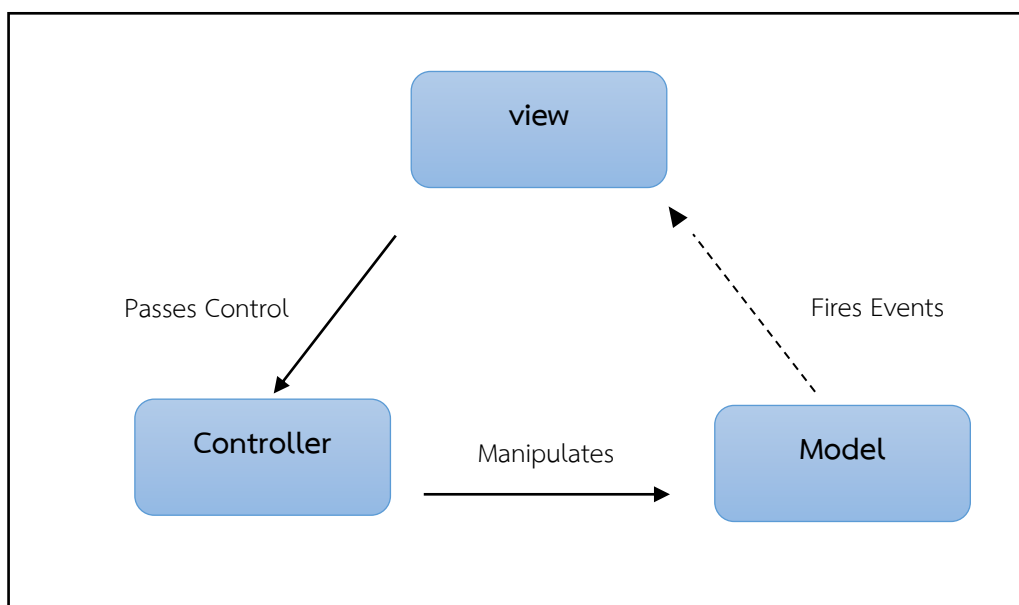 view
Passes Control
Fires Events
Controller
Manipulates
Model